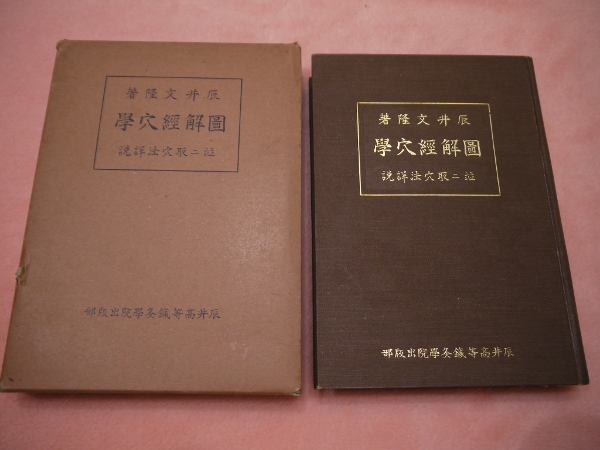 辰井文隆著
圖解經穴學
並ニ取穴法詳説
辰井高等鍼灸學院出版部
辰井文隆著
圖解經穴學
並ニ取穴法詳説
辰井高等鍼灸學院出版部